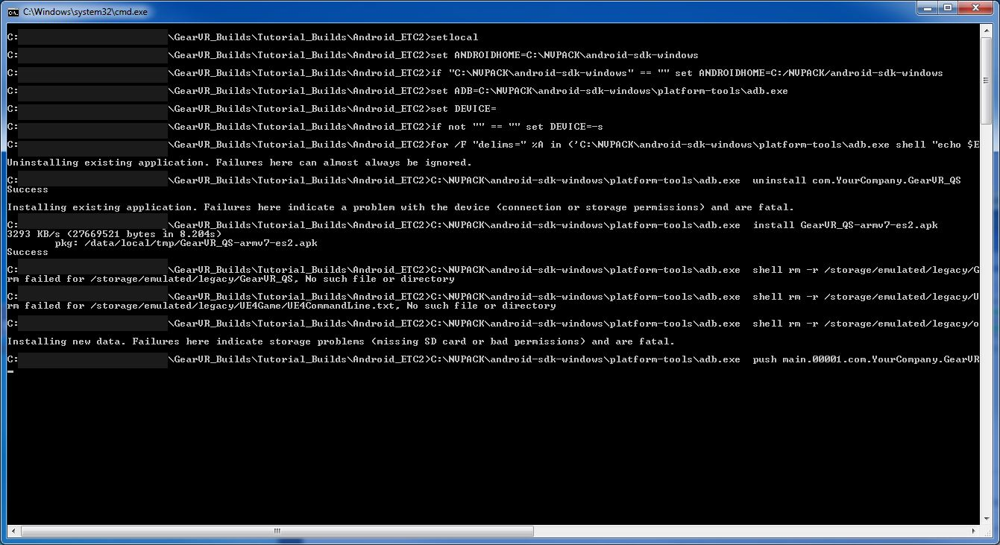 C:\Windows\system32\cmd.exe
C:\GearVR_Builds\Tutorial_Builds\Android_ETC2>setlocal
C:\GearVR_Builds\Tutorial_Builds\Android_ETC2>set ANDROIDHOME=C:\NVPACK\android-sdk-windows
C:\GearVR_Builds\Tutorial_Builds\Android_ETC2>if "C:\NVPACK\android-sdk-windows" == "" set ANDROIDHOME=C:/NVPACK/android-sdk-windows
C:\GearVR_Builds\Tutorial_Builds\Android_ETC2>set ADB=C:\NVPACK\android-sdk-windows\platform-tools\adb.exe
C:\GearVR_Builds\Tutorial_Builds\Android_ETC2>set DEVICE=
C:\GearVR_Builds\Tutorial_Builds\Android_ETC2>if not "" == "" set DEVICE=-s
C:\GearVR_Builds\Tutorial_Builds\Android_ETC2>for /F "delims=" %A in ('C:\NVPACK\android-sdk-windows\platform-tools\adb.exe shell "echo $E
Uninstalling existing application. Failures here can almost always be ignored.
C:\GearVR_Builds\Tutorial_Builds\Android_ETC2>C:\NVPACK\android-sdk-windows\platform-tools\adb.exe  uninstall com.YourCompany.GearVR_QS
Success
Installing existing application. Failures here indicate a problem with the device (connection or storage permissions) and are fatal.
C:\GearVR_Builds\Tutorial_Builds\Android_ETC2>C:\NVPACK\android-sdk-windows\platform-tools\adb.exe  install GearVR_QS-armv7-es2.apk
3293 KB/s (27669521 bytes in 8.204s)
pkg: /data/local/tmp/GearVR_QS-armv7-es2.apk
Success
C:\GearVR_Builds\Tutorial_Builds\Android_ETC2>C:\NVPACK\android-sdk-windows\platform-tools\adb.exe  shell rm -r /storage/emulated/legacy/G
rm failed for /storage/emulated/legacy/GearVR_QS, No such file or directory
C:\GearVR_Builds\Tutorial_Builds\Android_ETC2>C:\NVPACK\android-sdk-windows\platform-tools\adb.exe  shell rm -r /storage/emulated/legacy/U
rm failed for /storage/emulated/legacy/UE4Game/UE4CommandLine.txt, No such file or directory
C:\GearVR_Builds\Tutorial_Builds\Android_ETC2>C:\NVPACK\android-sdk-windows\platform-tools\adb.exe  shell rm -r /storage/emulated/legacy/o
Installing new data. Failures here indicate storage problems (missing SD card or bad permissions) and are fatal.
C:\GearVR_Builds\Tutorial_Builds\Android_ETC2>C:\NVPACK\android-sdk-windows\platform-tools\adb.exe  push main.00001.com.YourCompany.GearVR